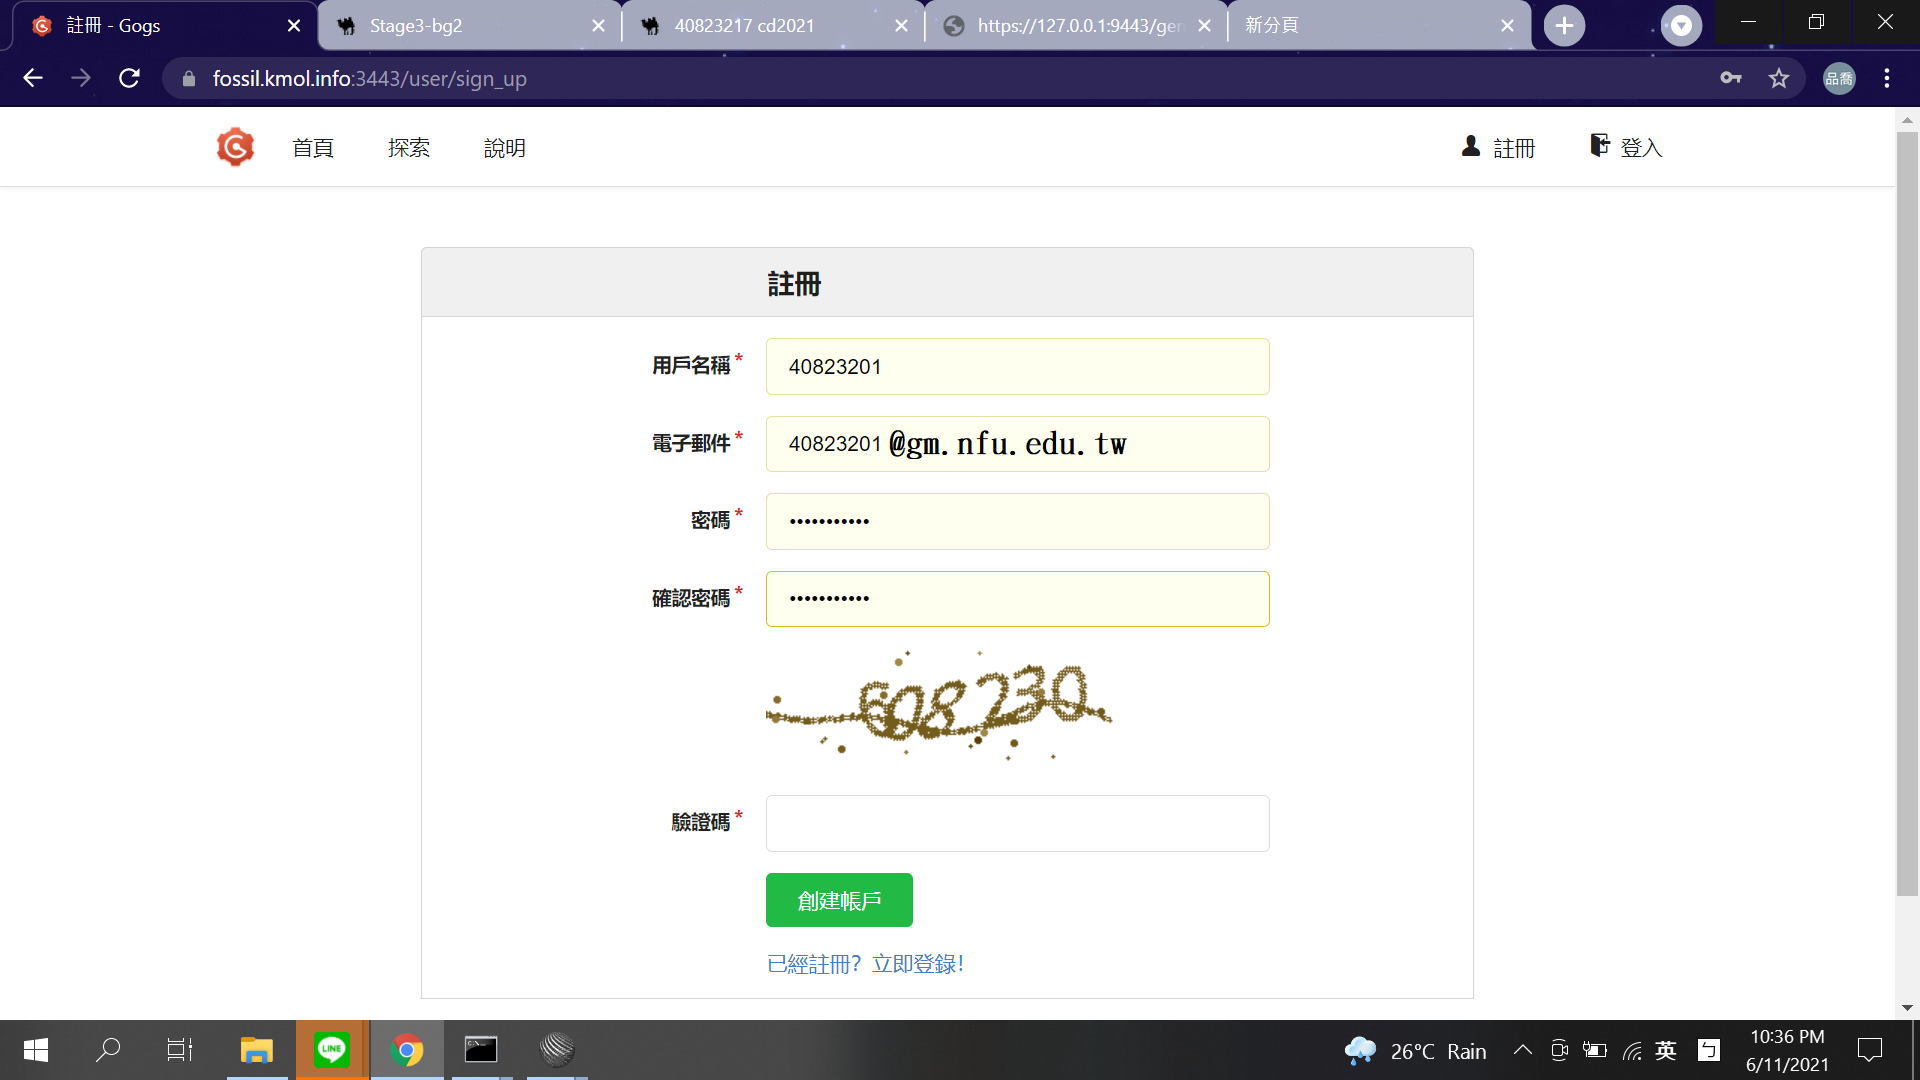 註冊 - Gogs
Stage3-bg2
40823217 cd2021
https://127.0.0.1:9443/ger
新分頁
fossil.kmol.info:3443/user/sign_up
品喬
首頁
探索
說明
註冊
登入
註冊
用戶名稱*
40823201
電子郵件*
40823201 @gm.nfu.edu.tw
密碼*
•••••••••••
確認密碼*
•••••••••••
608230
驗證碼*
創建帳戶
已經註冊? 立即登錄!
LINE
26°C Rain
英
ㄅ
10:36 PM
6/11/2021